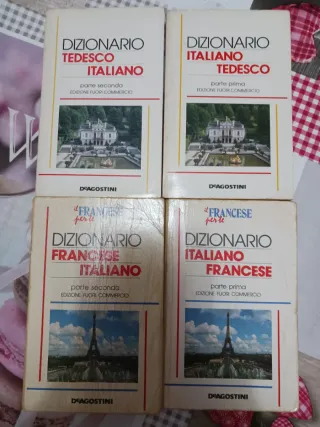 DIZIONARIO
TEDESCO
ITALIANO
parte seconda
EDIZIONE FUORI COMMERCIO
DEAGOSTINI
DIZIONARIO
ITALIANO
TEDESCO
parte prima
EDIZIONE FUORI COMMERCIO
DEAGOSTINI
il FRANCESE
per te
DIZIONARIO
FRANCESE
ITALIANO
parte seconda
EDIZIONE FUORI COMMERCIO
DEAGOSTINI
il FRANCESE
per te
DIZIONARIO
ITALIANO
FRANCESE
parte prima
EDIZIONE FUORI COMMERCIO
DEAGOSTINI